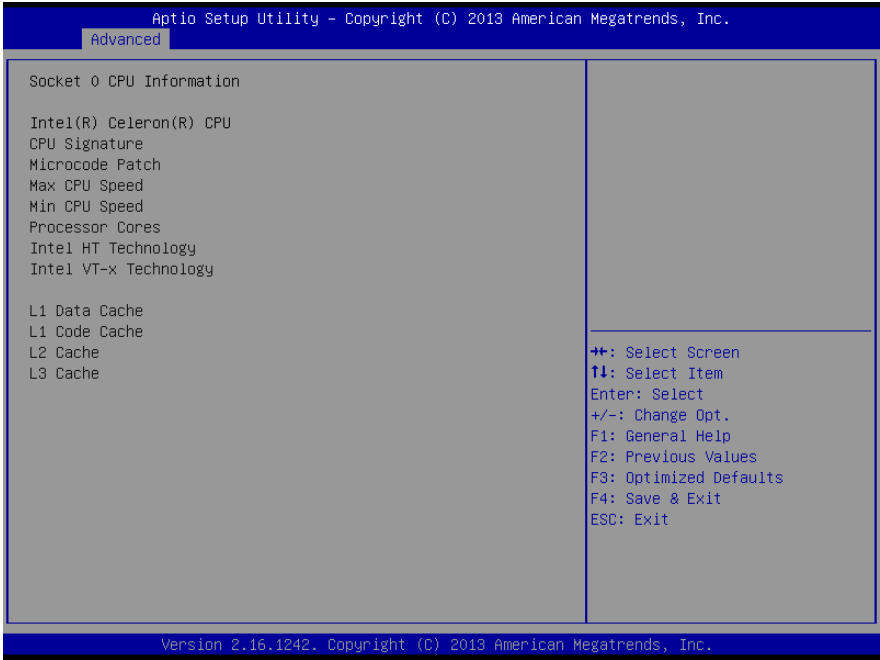 Aptio Setup Utility – Copyright (C) 2013 American Megatrends, Inc.
Advanced
Socket 0 CPU Information
Intel(R) Celeron(R) CPU
CPU Signature
Microcode Patch
Max CPU Speed
Min CPU Speed
Processor Cores
Intel HT Technology
Intel VT-x Technology
L1 Data Cache
L1 Code Cache
L2 Cache
L3 Cache
→←: Select Screen
↑↓: Select Item
Enter: Select
+/-: Change Opt.
F1: General Help
F2: Previous Values
F3: Optimized Defaults
F4: Save & Exit
ESC: Exit
Version 2.16.1242. Copyright (C) 2013 American Megatrends, Inc.